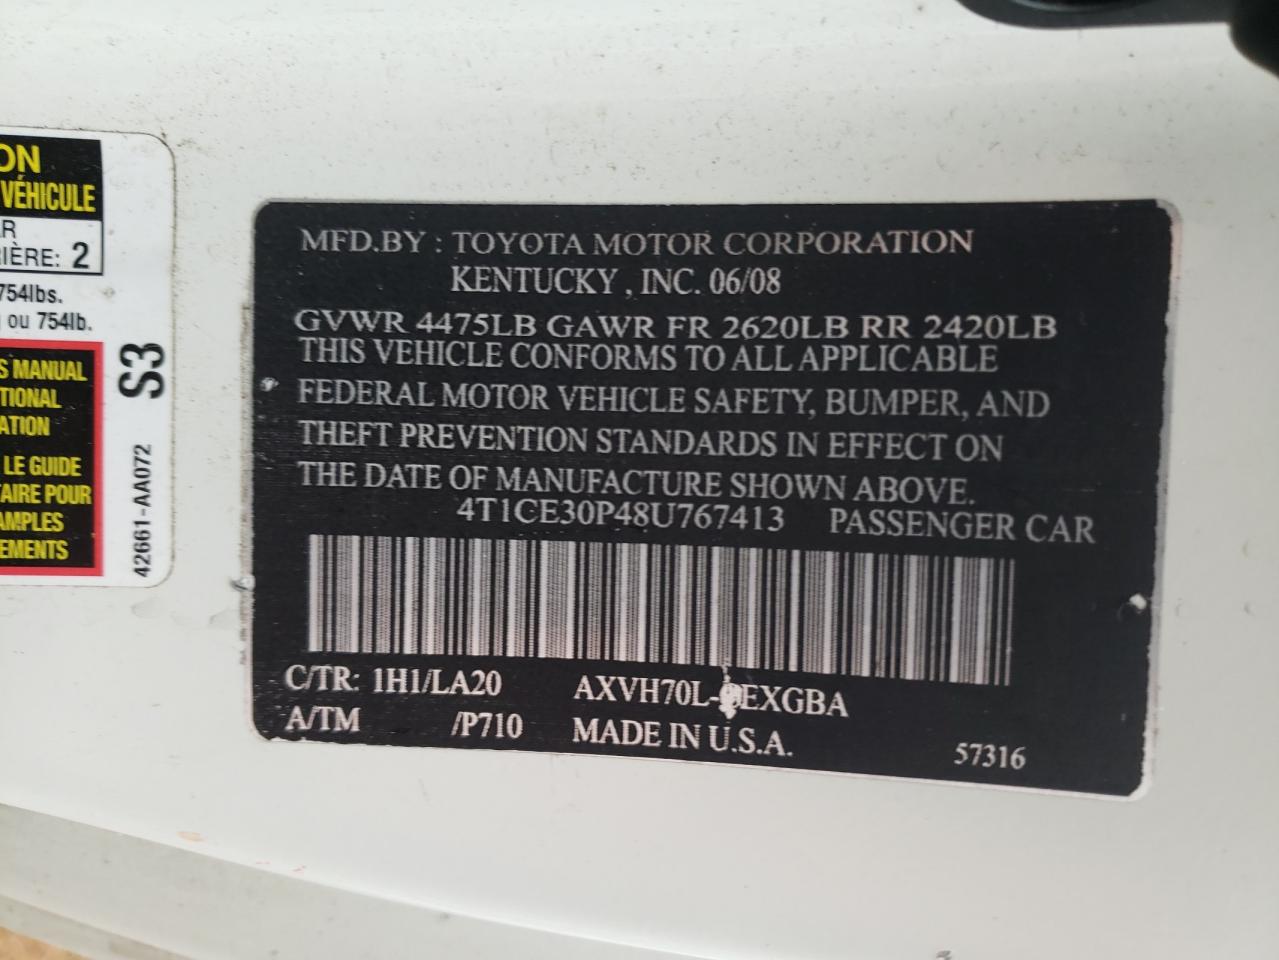 ON
VÉHICULE
R
IÈRE: 2
754lbs.
ou 754lb.
S MANUAL
TIONAL
ATION
LE GUIDE
AIRE POUR
AMPLES
EMENTS
S3
42661-AA072
MFD.BY : TOYOTA MOTOR CORPORATION
KENTUCKY , INC. 06/08
GVWR 4475LB GAWR FR 2620LB RR 2420LB
THIS VEHICLE CONFORMS TO ALL APPLICABLE
FEDERAL MOTOR VEHICLE SAFETY, BUMPER, AND
THEFT PREVENTION STANDARDS IN EFFECT ON
THE DATE OF MANUFACTURE SHOWN ABOVE.
4T1CE30P48U767413 PASSENGER CAR
C/TR: 1H1/LA20 AXVH70L-EXGBA
A/TM /P710 MADE IN U.S.A.
57316